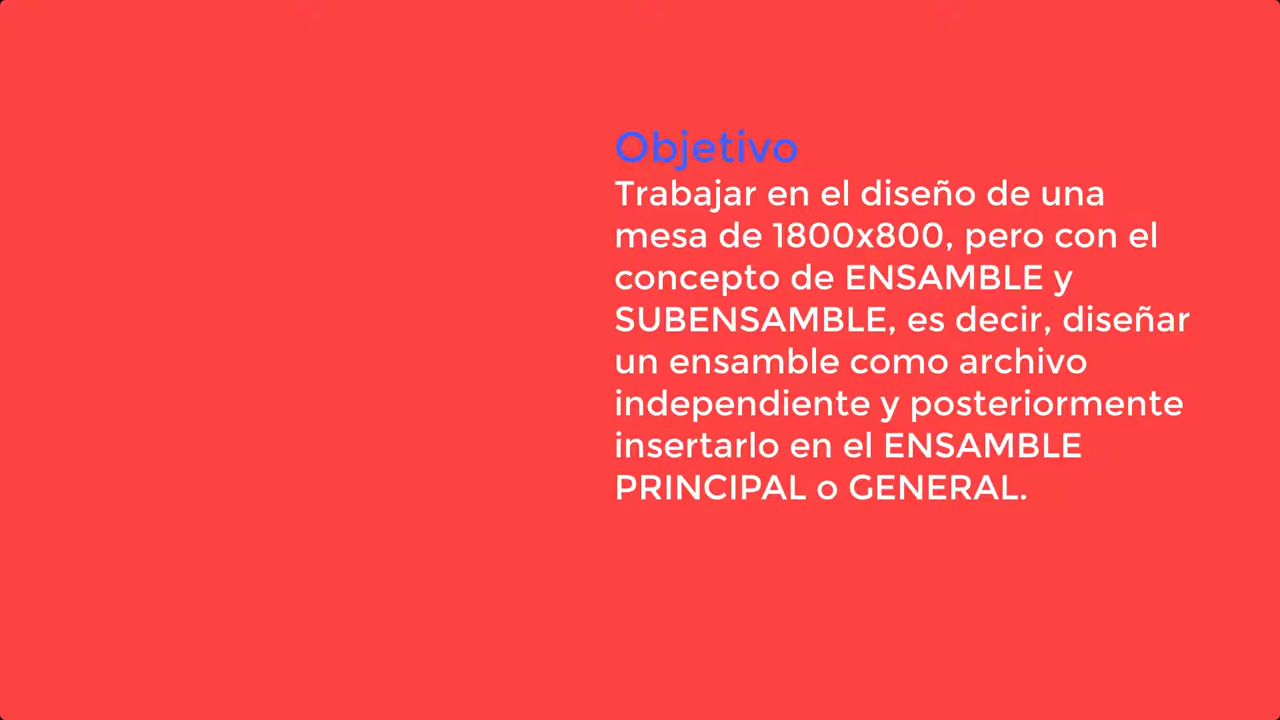 Objetivo
Trabajar en el diseño de una
mesa de 1800x800, pero con el
concepto de ENSAMBLE y
SUBENSAMBLE, es decir, diseñar
un ensamble como archivo
independiente y posteriormente
insertarlo en el ENSAMBLE
PRINCIPAL o GENERAL.